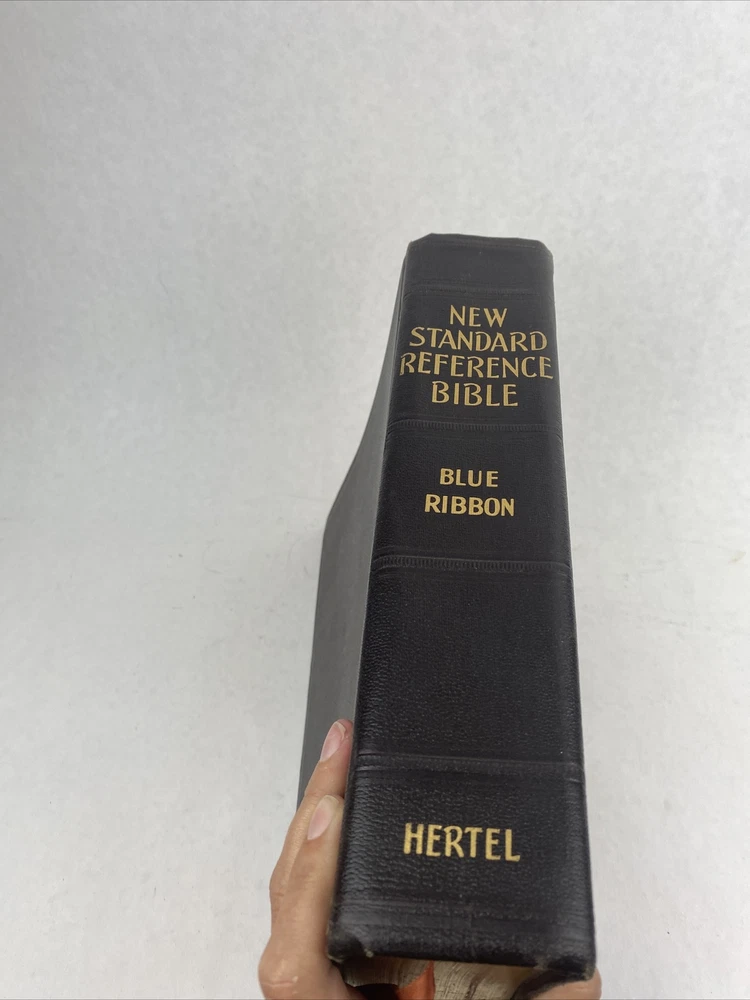 NEW
STANDARD
REFERENCE
BIBLE
BLUE
RIBBON
HERTEL